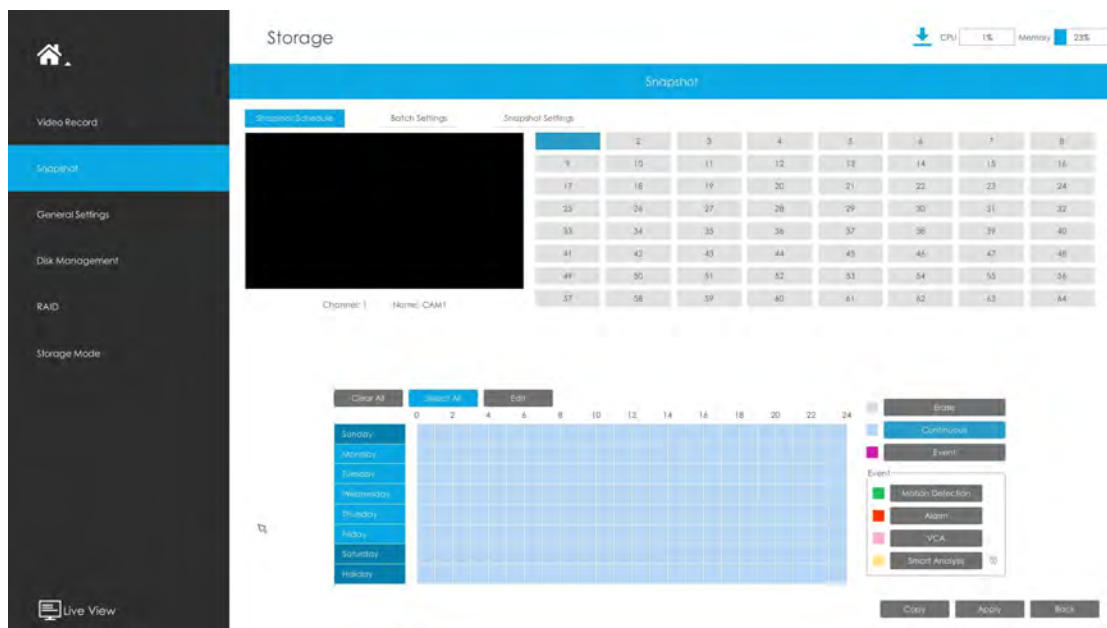 Storage
CPU 1% Memory 23%
Snapshot
Video Record
Snapshot
General Settings
Disk Management
RAID
Storage Mode
Live View
Snapshot Schedule Batch Settings Snapshot Settings
2 3 4 5 6 7 8
9 10 11 12 13 14 15 16
17 18 19 20 21 22 23 24
25 26 27 28 29 30 31 32
33 34 35 36 37 38 39 40
41 42 43 44 45 46 47 48
49 50 51 52 53 54 55 56
57 58 59 60 61 62 63 64
Channel: 1 Name: CAM1
Clear All Select All Edit
0 2 4 6 8 10 12 14 16 18 20 22 24
Sunday
Monday
Tuesday
Wednesday
Thursday
Friday
Saturday
Holiday
Erase
Continuous
Event
Event
Motion Detection
Alarm
VCA
Smart Analysis
Copy Apply Back